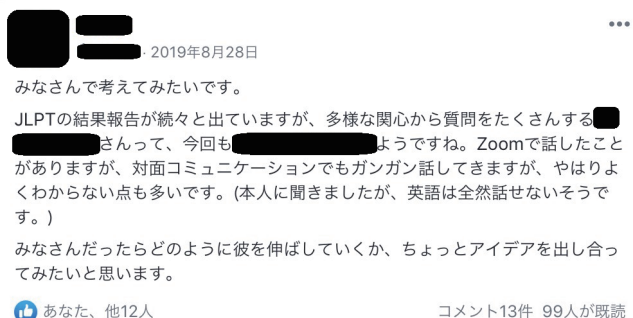 2019年8月28日
みなさんで考えてみたいです。
JLPTの結果報告が続々と出ていますが、多様な関心から質問をたくさんする
さんって、今回も ようですね。Zoomで話したこと
がありますが、対面コミュニケーションでもガンガン話してきますが、やはりよ
くわからない点も多いです。(本人に聞きましたが、英語は全然話せないそうで
す。)
みなさんだったらどのように彼を伸ばしていくか、ちょっとアイデアを出し合っ
てみたいと思います。
あなた、他12人 コメント13件 99人が既読